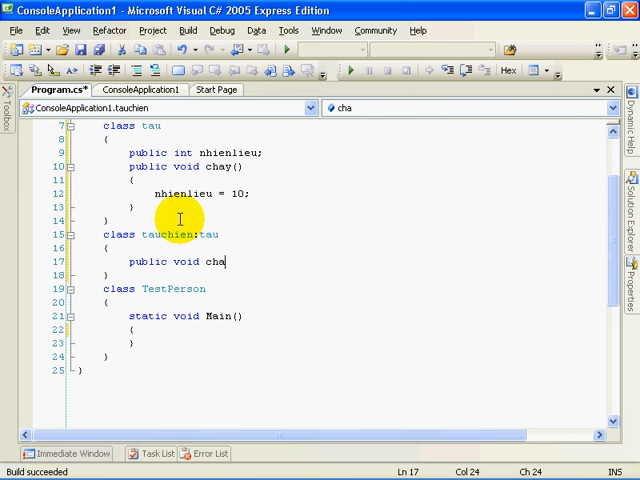 ConsoleApplication1 - Microsoft Visual C# 2005 Express Edition
File Edit View Refactor Project Build Debug Data Tools Window Community Help
Hex
Program.cs* ConsoleApplication1 Start Page
ConsoleApplication1.tauchien cha
7 class tau
8 {
9 public int nhienlieu;
10 public void chay()
11 {
12 nhienlieu = 10;
13 }
14 }
15 class tauchien:tau
16 {
17 public void cha
18 }
19 class TestPerson
20 {
21 static void Main()
22 {
23 }
24 }
25 }
Toolbox
Dynamic Help
Solution Explorer
Properties
Immediate Window Task List Error List
Build succeeded Ln 17 Col 24 Ch 24 INS